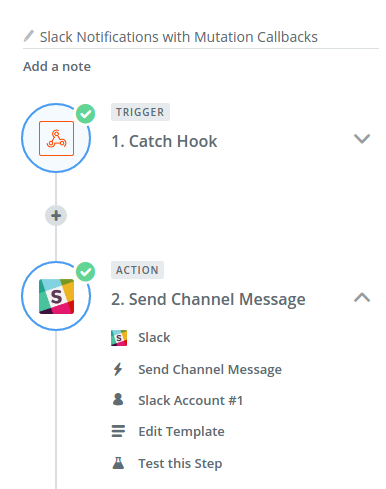 Slack Notifications with Mutation Callbacks
Add a note
TRIGGER
1. Catch Hook
ACTION
2. Send Channel Message
Slack
Send Channel Message
Slack Account #1
Edit Template
Test this Step